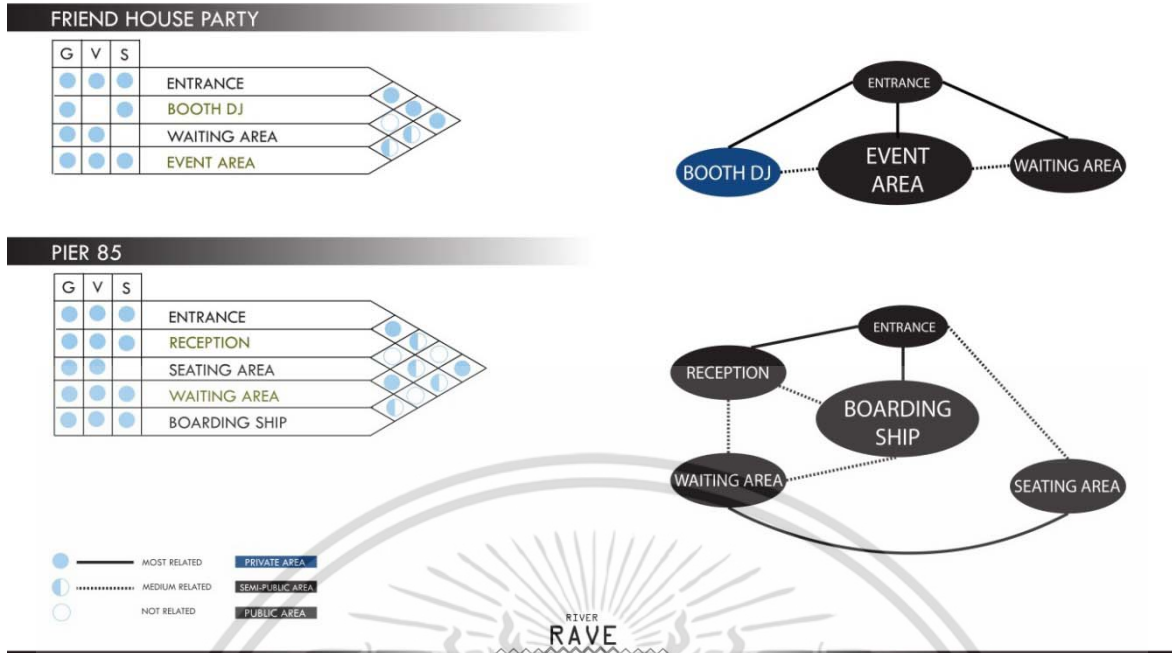 FRIEND HOUSE PARTY
G V S
ENTRANCE
BOOTH DJ
WAITING AREA
EVENT AREA
ENTRANCE
BOOTH DJ
EVENT
AREA
WAITING AREA
PIER 85
G V S
ENTRANCE
RECEPTION
SEATING AREA
WAITING AREA
BOARDING SHIP
ENTRANCE
RECEPTION
BOARDING
SHIP
WAITING AREA
SEATING AREA
MOST RELATED PRIVATE AREA
MEDIUM RELATED SEMI-PUBLIC AREA
NOT RELATED PUBLIC AREA
RIVER
RAVE